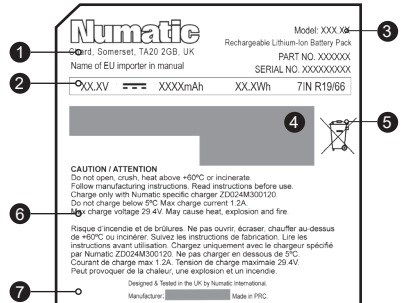 Numatic
Model: XXX.XX
3
1
Chard, Somerset, TA20 2GB, UK
Rechargeable Lithium-Ion Battery Pack
Name of EU importer in manual
PART NO. XXXXXX
SERIAL NO. XXXXXXXXX
2
XX.XV XXXXmAh XX.XWh 7IN R19/66
4
5
CAUTION / ATTENTION
Do not open, crush, heat above +60ºC or incinerate.
Follow manufacturing instructions. Read instructions before use.
Charge only with Numatic specific charger ZD024M300120.
Do not charge below 5ºC Max charge current 1.2A.
6
Max charge voltage 29.4V. May cause heat, explosion and fire.
Risque d'incendie et de brûlures. Ne pas ouvrir, écraser, chauffer au-dessus
de +60ºC ou incinérer. Suivez les instructions de fabrication. Lire les
instructions avant utilisation. Chargez uniquement avec le chargeur spécifié
par Numatic ZD024M300120. Ne pas charger en dessous de 5ºC.
Courant de charge max 1.2A. Tension de charge maximale 29.4V.
Peut provoquer de la chaleur, une explosion et un incendie.
7
Designed & Tested in the UK by Numatic International.
Manufacturer: Made in PRC.